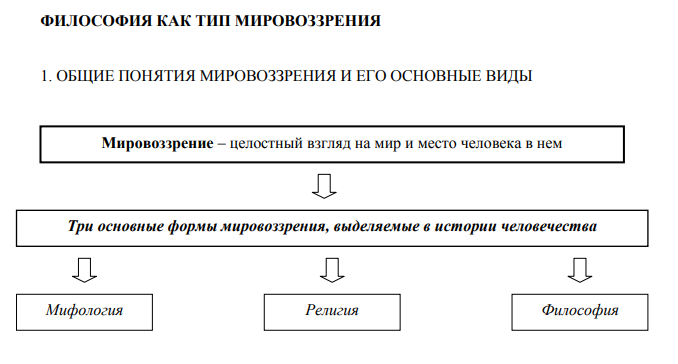 ФИЛОСОФИЯ КАК ТИП МИРОВОЗЗРЕНИЯ
1. ОБЩИЕ ПОНЯТИЯ МИРОВОЗЗРЕНИЯ И ЕГО ОСНОВНЫЕ ВИДЫ
Мировоззрение – целостный взгляд на мир и место человека в нем
Три основные формы мировоззрения, выделяемые в истории человечества
Мифология
Религия
Философия